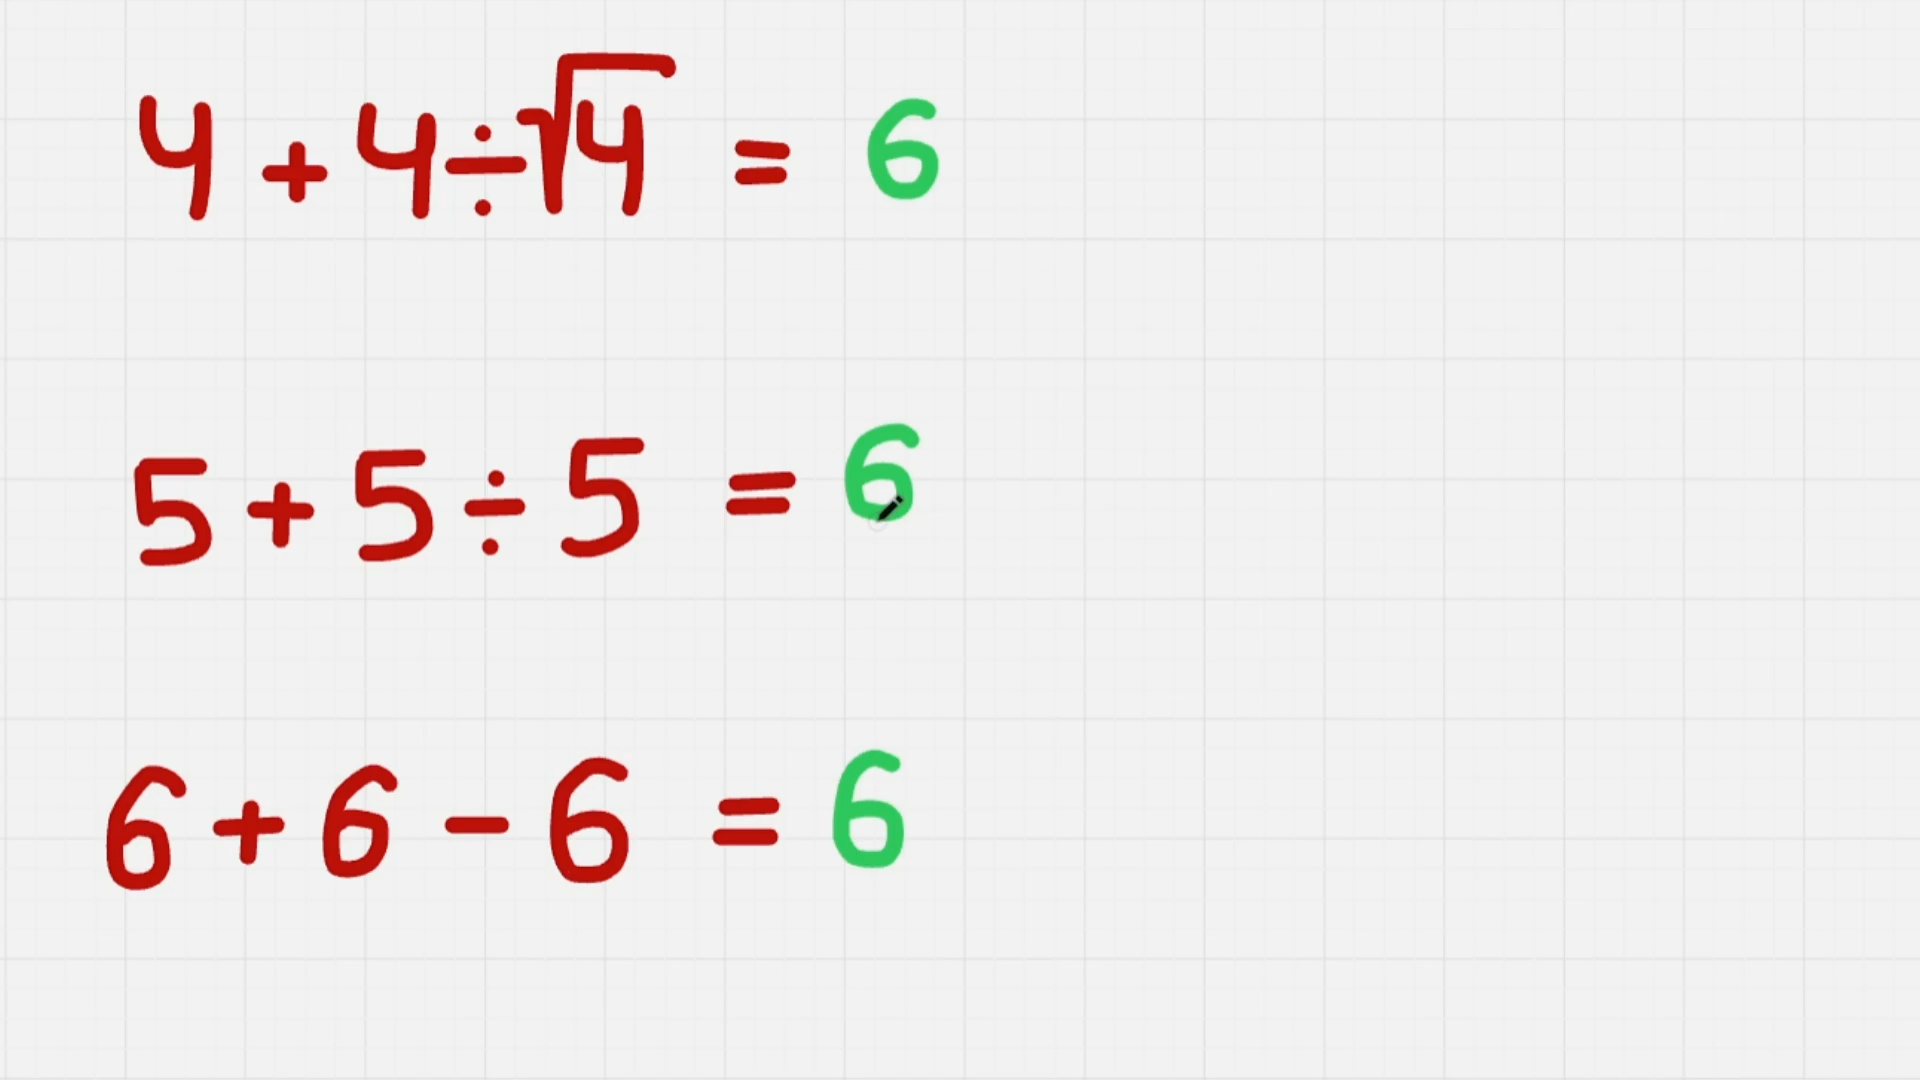 4 + 4 ÷ √4 = 6
5 + 5 ÷ 5 = 6
6 + 6 - 6 = 6